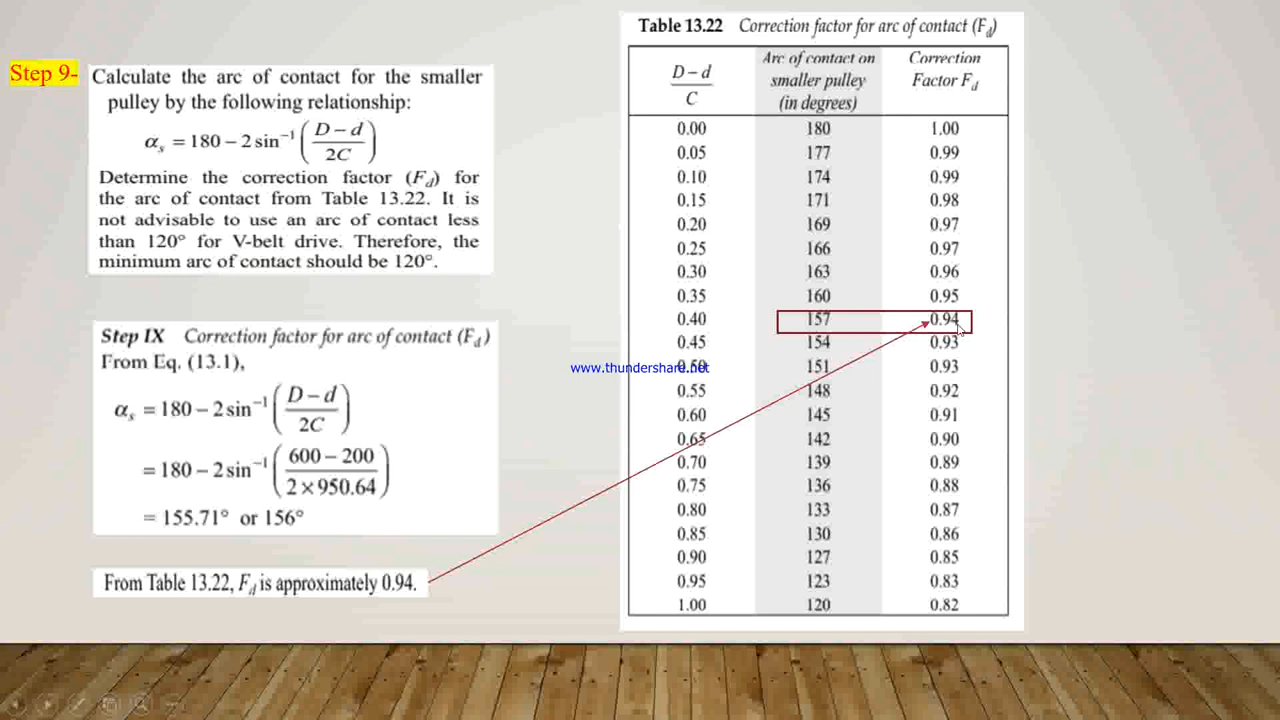 Step 9-
Calculate the arc of contact for the smaller
pulley by the following relationship:
αs = 180 – 2 sin⁻¹ ( D – d / 2C )
Determine the correction factor (Fd) for
the arc of contact from Table 13.22. It is
not advisable to use an arc of contact less
than 120° for V-belt drive. Therefore, the
minimum arc of contact should be 120°.
Step IX Correction factor for arc of contact (Fd)
From Eq. (13.1),
αs = 180 – 2 sin⁻¹ ( D – d / 2C )
= 180 – 2 sin⁻¹ ( 600 – 200 / 2 × 950.64 )
= 155.71° or 156°
From Table 13.22, Fd is approximately 0.94.
Table 13.22 Correction factor for arc of contact (Fd)
D – d / C Arc of contact on smaller pulley (in degrees) Correction Factor Fd
0.00 180 1.00
0.05 177 0.99
0.10 174 0.99
0.15 171 0.98
0.20 169 0.97
0.25 166 0.97
0.30 163 0.96
0.35 160 0.95
0.40 157 0.94
0.45 154 0.93
0.50 151 0.93
0.55 148 0.92
0.60 145 0.91
0.65 142 0.90
0.70 139 0.89
0.75 136 0.88
0.80 133 0.87
0.85 130 0.86
0.90 127 0.85
0.95 123 0.83
1.00 120 0.82
www.thundershare.net